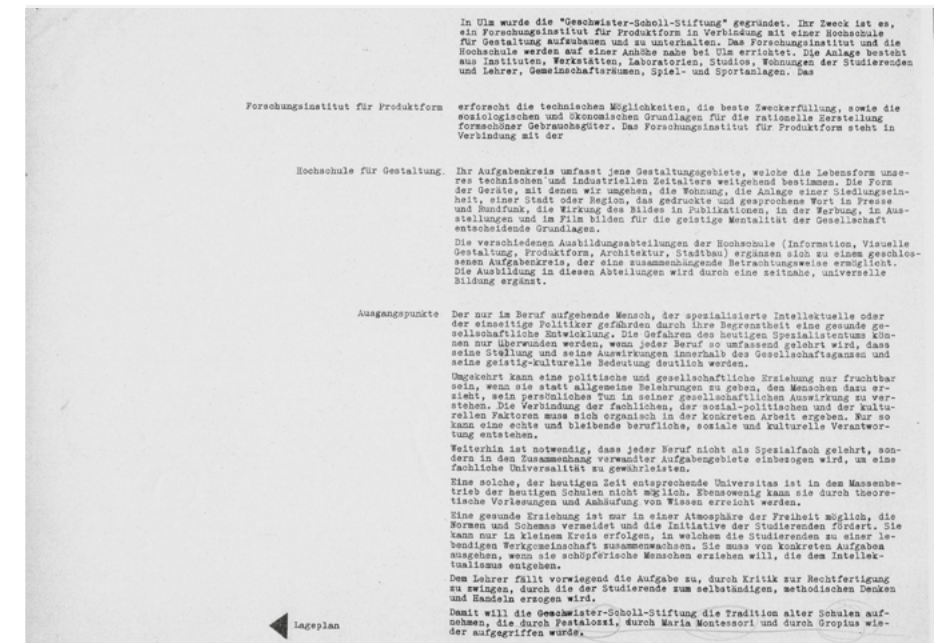 In Ulm wurde die "Geschwister-Scholl-Stiftung" gegründet. Ihr Zweck ist es,
ein Forschungsinstitut für Produktform in Verbindung mit einer Hochschule
für Gestaltung aufzubauen und zu unterhalten. Das Forschungsinstitut und die
Hochschule werden auf einer Anhöhe nahe bei Ulm errichtet. Die Anlage besteht
aus Instituten, Werkstätten, Laboratorien, Studios, Wohnungen der Studierenden
und Lehrer, Gemeinschaftsräumen, Spiel- und Sportanlagen. Das
Forschungsinstitut für Produktform
erforscht die technischen Möglichkeiten, die beste Zweckerfüllung, sowie die
soziologischen und ökonomischen Grundlagen für die rationelle Herstellung
formschöner Gebrauchsgüter. Das Forschungsinstitut für Produktform steht in
Verbindung mit der
Hochschule für Gestaltung.
Ihr Aufgabenkreis umfasst jene Gestaltungsgebiete, welche die Lebensform unse-
res technischen und industriellen Zeitalters weitgehend bestimmen. Die Form
der Geräte, mit denen wir umgehen, die Wohnung, die Anlage einer Siedlungsein-
heit, einer Stadt oder Region, das gedruckte und gesprochene Wort in Presse
und Rundfunk, die Wirkung des Bildes in Publikationen, in der Werbung, in Aus-
stellungen und im Film bilden für die geistige Mentalität der Gesellschaft
entscheidende Grundlagen.
Die verschiedenen Ausbildungsabteilungen der Hochschule (Information, Visuelle
Gestaltung, Produktform, Architektur, Stadtbau) ergänzen sich zu einem geschlos-
senen Aufgabenkreis, der eine zusammenhängende Betrachtungsweise ermöglicht.
Die Ausbildung in diesen Abteilungen wird durch eine zeitnahe, universelle
Bildung ergänzt.
Ausgangspunkte
Der nur im Beruf aufgehende Mensch, der spezialisierte Intellektuelle oder
der einseitige Politiker gefährden durch ihre Begrenztheit eine gesunde ge-
sellschaftliche Entwicklung. Die Gefahren des heutigen Spezialistentums kön-
nen nur überwunden werden, wenn jeder Beruf so umfassend gelehrt wird, dass
seine Stellung und seine Auswirkungen innerhalb des Gesellschaftsganzen und
seine geistig-kulturelle Bedeutung deutlich werden.
Umgekehrt kann eine politische und gesellschaftliche Erziehung nur fruchtbar
sein, wenn sie statt allgemeine Belehrungen zu geben, den Menschen dazu er-
zieht, sein persönliches Tun in seiner gesellschaftlichen Auswirkung zu ver-
stehen. Die Verbindung der fachlichen, der sozial-politischen und der kultu-
rellen Faktoren muss sich organisch in der konkreten Arbeit ergeben. Nur so
kann eine echte und bleibende berufliche, soziale und kulturelle Verantwor-
tung entstehen.
Weiterhin ist notwendig, dass jeder Beruf nicht als Spezialfach gelehrt, son-
dern in den Zusammenhang verwandter Aufgabengebiete einbezogen wird, um eine
fachliche Universalität zu gewährleisten.
Eine solche, der heutigen Zeit entsprechende Universitas ist in dem Massenbe-
trieb der heutigen Schulen nicht möglich. Ebensowenig kann sie durch theore-
tische Vorlesungen und Anhäufung von Wissen erreicht werden.
Eine gesunde Erziehung ist nur in einer Atmosphäre der Freiheit möglich, die
Normen und Schemas vermeidet und die Initiative der Studierenden fördert. Sie
kann nur in kleinem Kreis erfolgen, in welchem die Studierenden zu einer le-
bendigen Werkgemeinschaft zusammenwachsen. Sie muss von konkreten Aufgaben
ausgehen, wenn sie schöpferische Menschen erziehen will, die dem Intellek-
tualismus entgehen.
Dem Lehrer fällt vorwiegend die Aufgabe zu, durch Kritik zur Rechtfertigung
zu zwingen, durch die der Studierende zum selbständigen, methodischen Denken
und Handeln erzogen wird.
Damit will die Geschwister-Scholl-Stiftung die Tradition alter Schulen auf-
nehmen, die durch Pestalozzi, durch Maria Montessori und durch Gropius wie-
der aufgegriffen wurde.
Lageplan